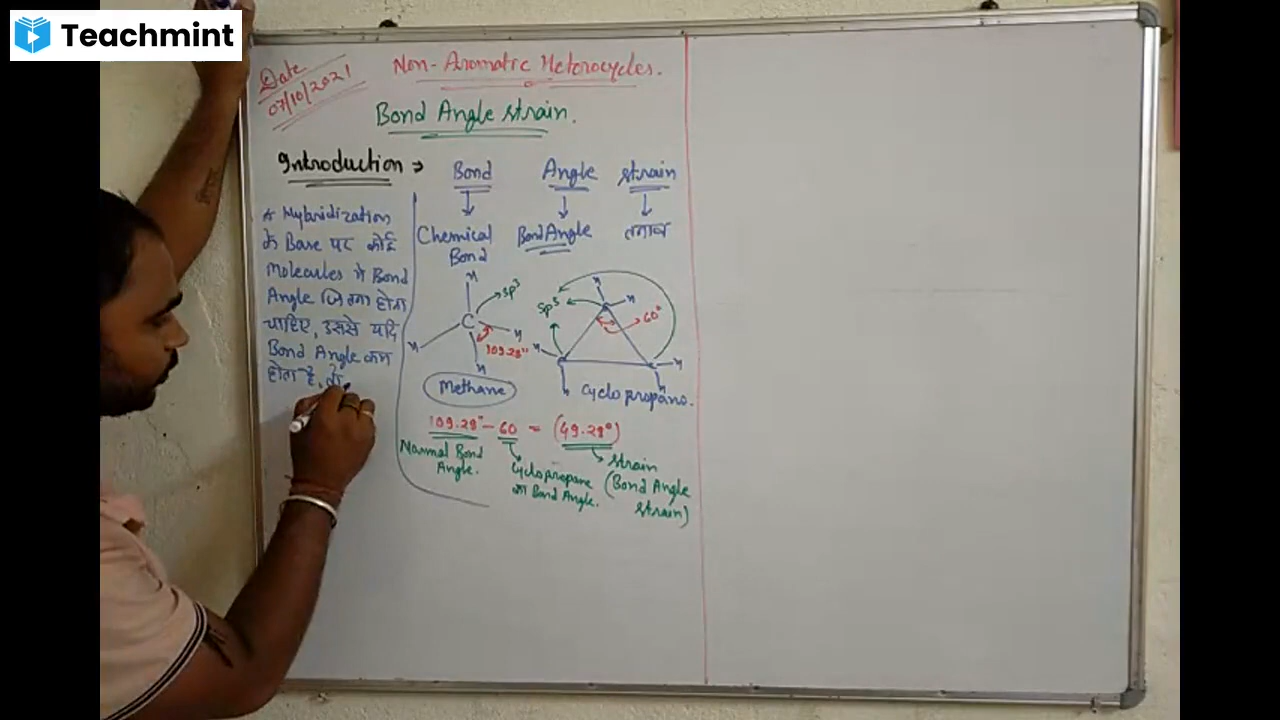 Teachmint
Date
07/10/2021
Non-Aromatic Heterocycles.
Bond Angle strain.
Introduction →
Bond Angle strain
Chemical Bond Angle तनाव
Bond
* Hybridization
के Base पर कोई
Molecules में Bond
Angle जितना होना
चाहिए, उससे यदि
Bond Angle कम
होता है, तो
H
C
sp3
H
H
H
109.28"
Methane
H
H
sp3
60°
H
H
H
H
Cyclopropane.
109.28" - 60 = (49.28°)
Normal Bond
Angle.
Cyclopropane
का Bond Angle.
strain
(Bond Angle
strain)